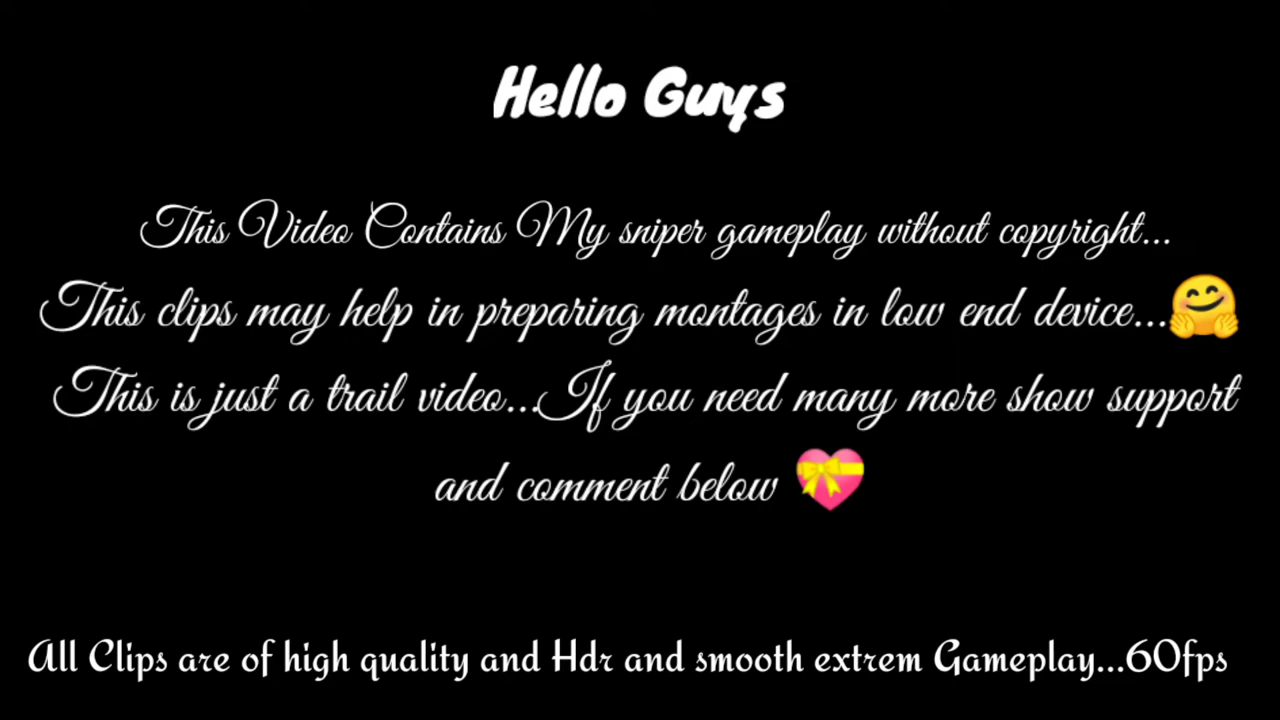 Hello Guys
This Video Contains My sniper gameplay without copyright...
This clips may help in preparing montages in low end device...🤗
This is just a trail video...If you need many more show support
and comment below 💝
All Clips are of high quality and Hdr and smooth extrem Gameplay...60fps